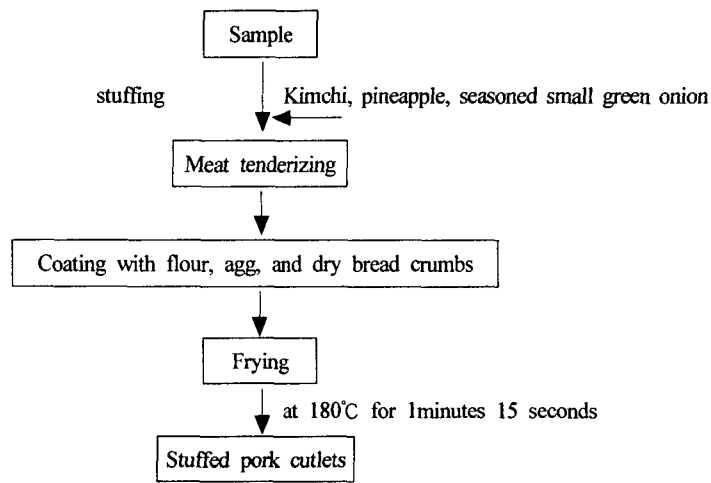 Sample
stuffing
Kimchi, pineapple, seasoned small green onion
Meat tenderizing
Coating with flour, agg, and dry bread crumbs
Frying
at 180℃ for 1minutes 15 seconds
Stuffed pork cutlets